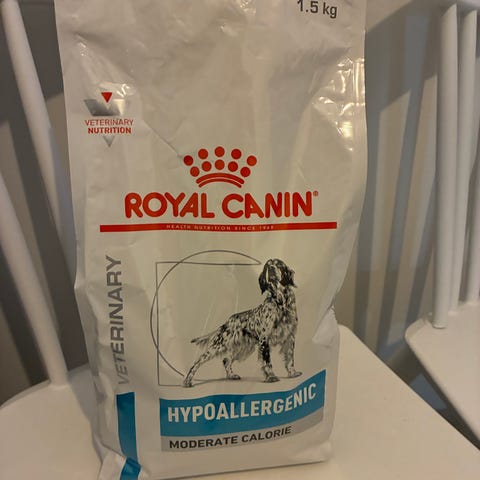 1.5 kg
VETERINARY
NUTRITION
ROYAL CANIN®
HEALTH NUTRITION SINCE 1968
VETERINARY
HYPOALLERGENIC
MODERATE CALORIE